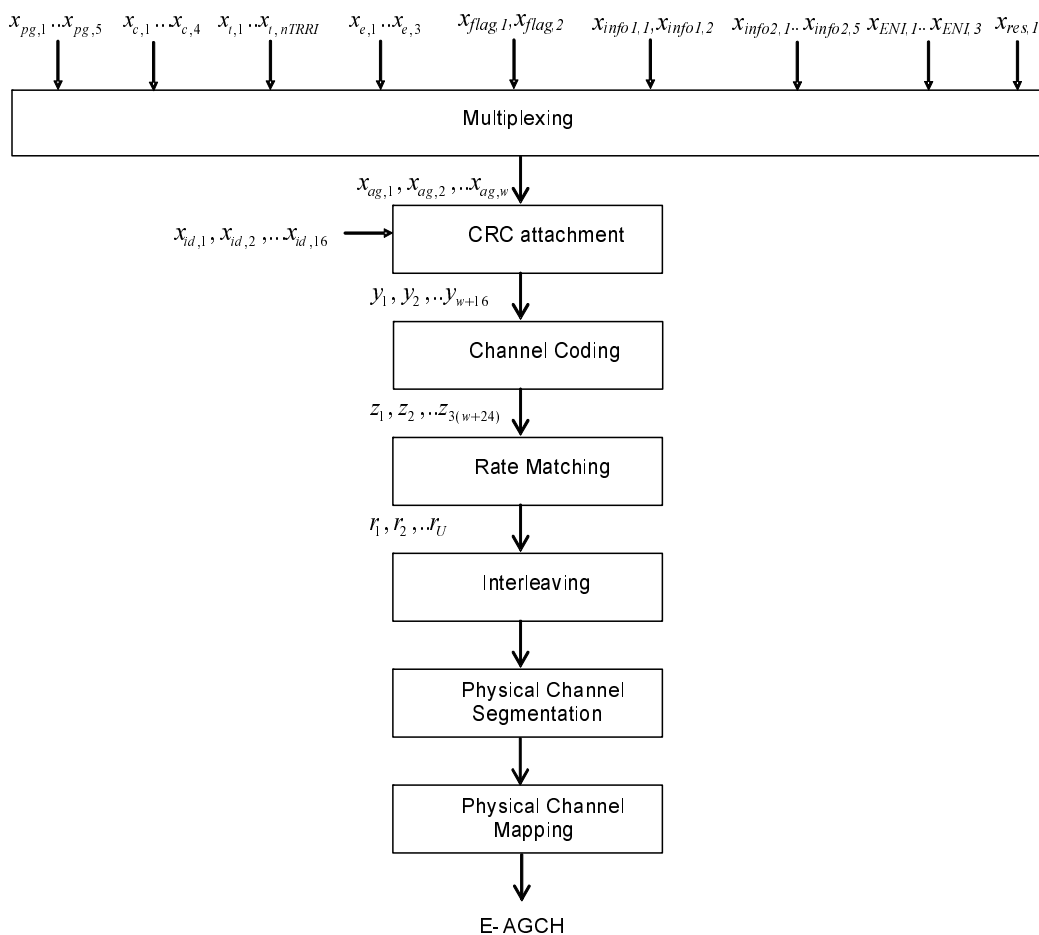 x_{pg,1}..x_{pg,5} x_{c,1}...x_{c,4} x_{t,1}..x_{t,nTRRI} x_{e,1}..x_{e,3} x_{flag,1},x_{flag,2} x_{info1,1},x_{info1,2} x_{info2,1}..x_{info2,5} x_{ENI,1}..x_{ENI,3} x_{res,1}
Multiplexing
x_{ag,1}, x_{ag,2},..x_{ag,w}
x_{id,1}, x_{id,2},...x_{id,16}
CRC attachment
y_1, y_2,..y_{w+16}
Channel Coding
z_1, z_2,..z_{3(w+24)}
Rate Matching
r_1, r_2,..r_U
Interleaving
Physical Channel
Segmentation
Physical Channel
Mapping
E- AGCH